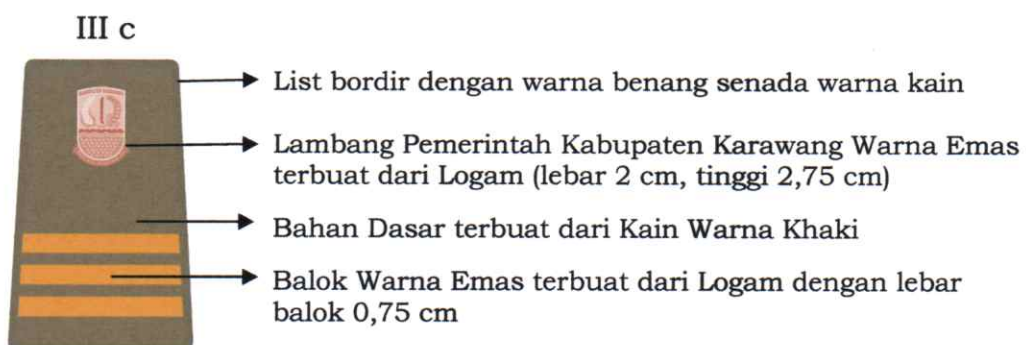 III c
List bordir dengan warna benang senada warna kain
Lambang Pemerintah Kabupaten Karawang Warna Emas
terbuat dari Logam (lebar 2 cm, tinggi 2,75 cm)
Bahan Dasar terbuat dari Kain Warna Khaki
Balok Warna Emas terbuat dari Logam dengan lebar
balok 0,75 cm